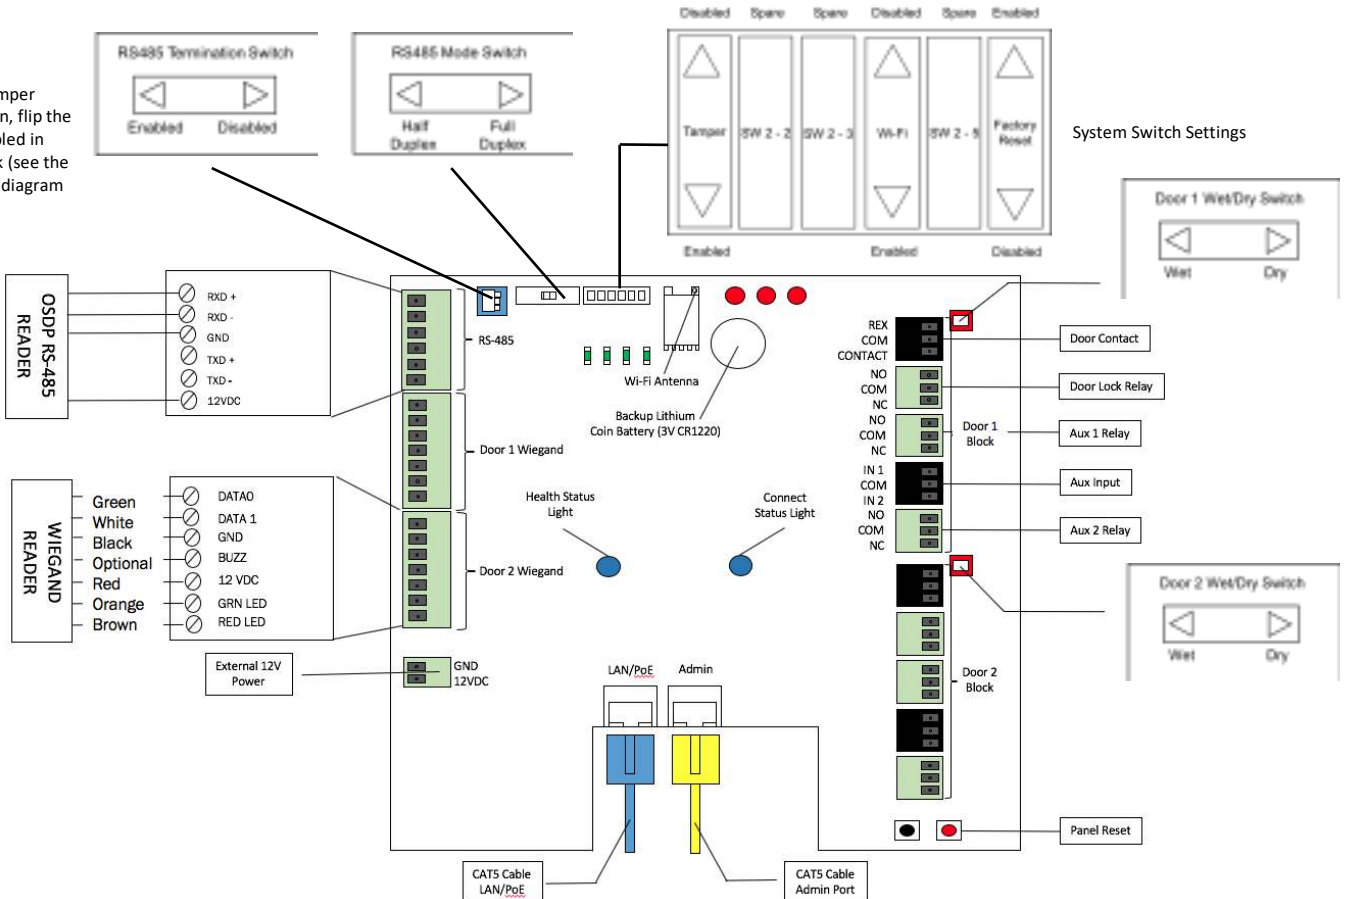 Disabled Spare Spare Disabled Spare Enabled
Tamper SW 2 - 2 SW 2 - 3 Wi-Fi SW 2 - 5 Factory
Reset
Enabled Enabled Disabled
System Switch Settings
RS485 Termination Switch
Enabled Disabled
RS485 Mode Switch
Half
Duplex
Full
Duplex
mper
n, flip the
led in
k (see the
diagram
Door 1 Wet/Dry Switch
Wet Dry
OSDP RS-485
READER
RXD +
RXD -
GND
TXD +
TXD -
12VDC
RS-485
Wi-Fi Antenna
Backup Lithium
Coin Battery (3V CR1220)
REX
COM
CONTACT
NO
COM
NC
NO
COM
NC
IN 1
COM
IN 2
NO
COM
NC
Door 1
Block
Door Contact
Door Lock Relay
Aux 1 Relay
Aux Input
Aux 2 Relay
Door 1 Wiegand
Door 2 Wiegand
Health Status
Light
Connect
Status Light
WIEGAND
READER
Green
White
Black
Optional
Red
Orange
Brown
DATA0
DATA 1
GND
BUZZ
12 VDC
GRN LED
RED LED
Door 2 Wet/Dry Switch
Wet Dry
External 12V
Power
GND
12VDC
LAN/PoE
Admin
Door 2
Block
Panel Reset
CAT5 Cable
LAN/PoE
CAT5 Cable
Admin Port